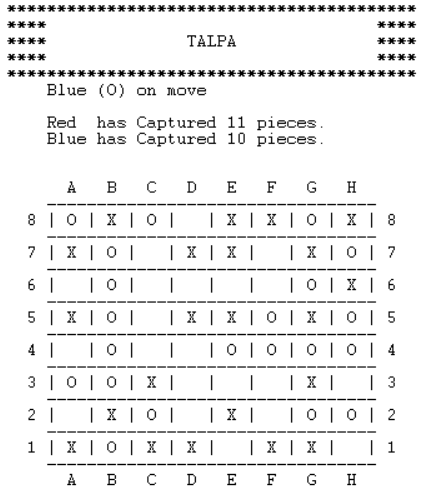 ******************************************
****                                  ****
****              TALPA               ****
****                                  ****
******************************************
Blue (O) on move
Red  has Captured 11 pieces.
Blue has Captured 10 pieces.
A B C D E F G H
8 | O | X | O |   | X | X | O | X | 8
7 | X | O |   | X | X |   | X | O | 7
6 |   | O |   |   |   |   | O | X | 6
5 | X | O |   | X | X | O | X | O | 5
4 |   | O |   |   | O | O | O | O | 4
3 | O | O | X |   |   |   | X |   | 3
2 |   | X | O |   | X |   | O | O | 2
1 | X | O | X | X |   | X | X |   | 1
A B C D E F G H